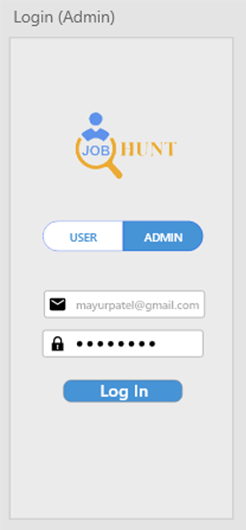 Login (Admin)
JOB HUNT
USER ADMIN
mayurpatel@gmail.com
Log In